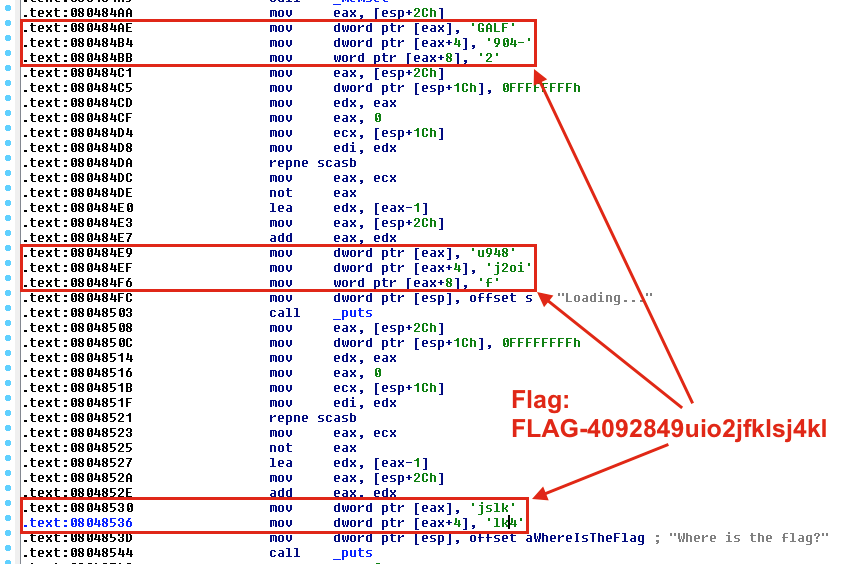 .text:080484AA mov eax, [esp+2Ch]
.text:080484AE mov dword ptr [eax], 'GALF'
.text:080484B4 mov dword ptr [eax+4], '904-'
.text:080484BB mov word ptr [eax+8], '2'
.text:080484C1 mov eax, [esp+2Ch]
.text:080484C5 mov dword ptr [esp+1Ch], 0FFFFFFFFh
.text:080484CD mov edx, eax
.text:080484CF mov eax, 0
.text:080484D4 mov ecx, [esp+1Ch]
.text:080484D8 mov edi, edx
.text:080484DA repne scasb
.text:080484DC mov eax, ecx
.text:080484DE not eax
.text:080484E0 lea edx, [eax-1]
.text:080484E3 mov eax, [esp+2Ch]
.text:080484E7 add eax, edx
.text:080484E9 mov dword ptr [eax], 'u948'
.text:080484EF mov dword ptr [eax+4], 'j2oi'
.text:080484F6 mov word ptr [eax+8], 'f'
.text:080484FC mov dword ptr [esp], offset s ; "Loading..."
.text:08048503 call _puts
.text:08048508 mov eax, [esp+2Ch]
.text:0804850C mov dword ptr [esp+1Ch], 0FFFFFFFFh
.text:08048514 mov edx, eax
.text:08048516 mov eax, 0
.text:0804851B mov ecx, [esp+1Ch]
.text:0804851F mov edi, edx
.text:08048521 repne scasb
.text:08048523 mov eax, ecx
.text:08048525 not eax
.text:08048527 lea edx, [eax-1]
.text:0804852A mov eax, [esp+2Ch]
.text:0804852E add eax, edx
.text:08048530 mov dword ptr [eax], 'jslk'
.text:08048536 mov dword ptr [eax+4], 'lk4'
.text:0804853D mov dword ptr [esp], offset aWhereIsTheFlag ; "Where is the flag?"
.text:08048544 call _puts
Flag:
FLAG-4092849uio2jfklsj4kl